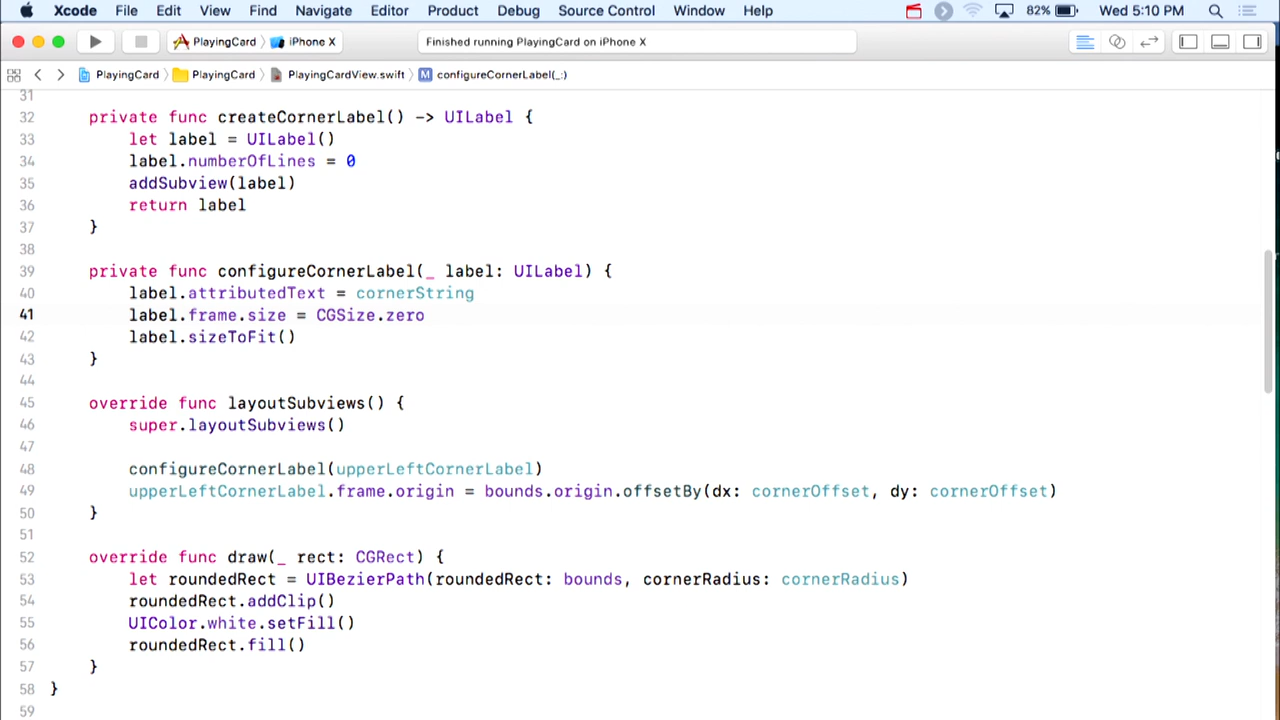 Xcode File Edit View Find Navigate Editor Product Debug Source Control Window Help 82% Wed 5:10 PM
PlayingCard iPhone X Finished running PlayingCard on iPhone X
PlayingCard PlayingCard PlayingCardView.swift M configureCornerLabel(_:)
31
32 private func createCornerLabel() -> UILabel {
33 let label = UILabel()
34 label.numberOfLines = 0
35 addSubview(label)
36 return label
37 }
38
39 private func configureCornerLabel(_ label: UILabel) {
40 label.attributedText = cornerString
41 label.frame.size = CGSize.zero
42 label.sizeToFit()
43 }
44
45 override func layoutSubviews() {
46 super.layoutSubviews()
47
48 configureCornerLabel(upperLeftCornerLabel)
49 upperLeftCornerLabel.frame.origin = bounds.origin.offsetBy(dx: cornerOffset, dy: cornerOffset)
50 }
51
52 override func draw(_ rect: CGRect) {
53 let roundedRect = UIBezierPath(roundedRect: bounds, cornerRadius: cornerRadius)
54 roundedRect.addClip()
55 UIColor.white.setFill()
56 roundedRect.fill()
57 }
58 }
59